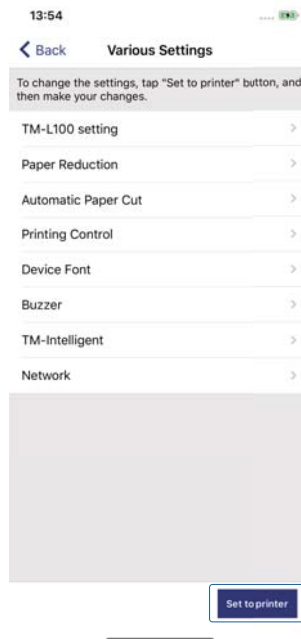 13:54
Back Various Settings
To change the settings, tap "Set to printer" button, and
then make your changes.
TM-L100 setting
Paper Reduction
Automatic Paper Cut
Printing Control
Device Font
Buzzer
TM-Intelligent
Network
Set to printer